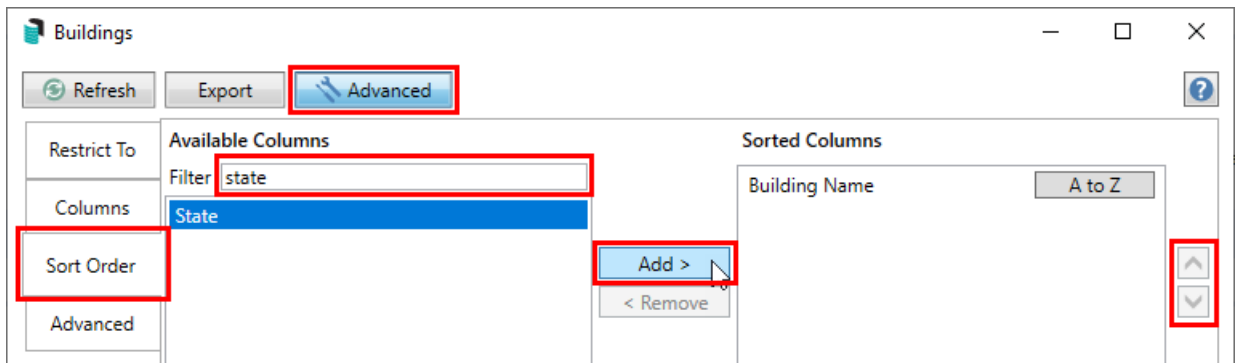 Buildings
Refresh Export Advanced
?
Restrict To
Columns
Sort Order
Advanced
Available Columns
Filter state
State
Add >
< Remove
Sorted Columns
Building Name A to Z